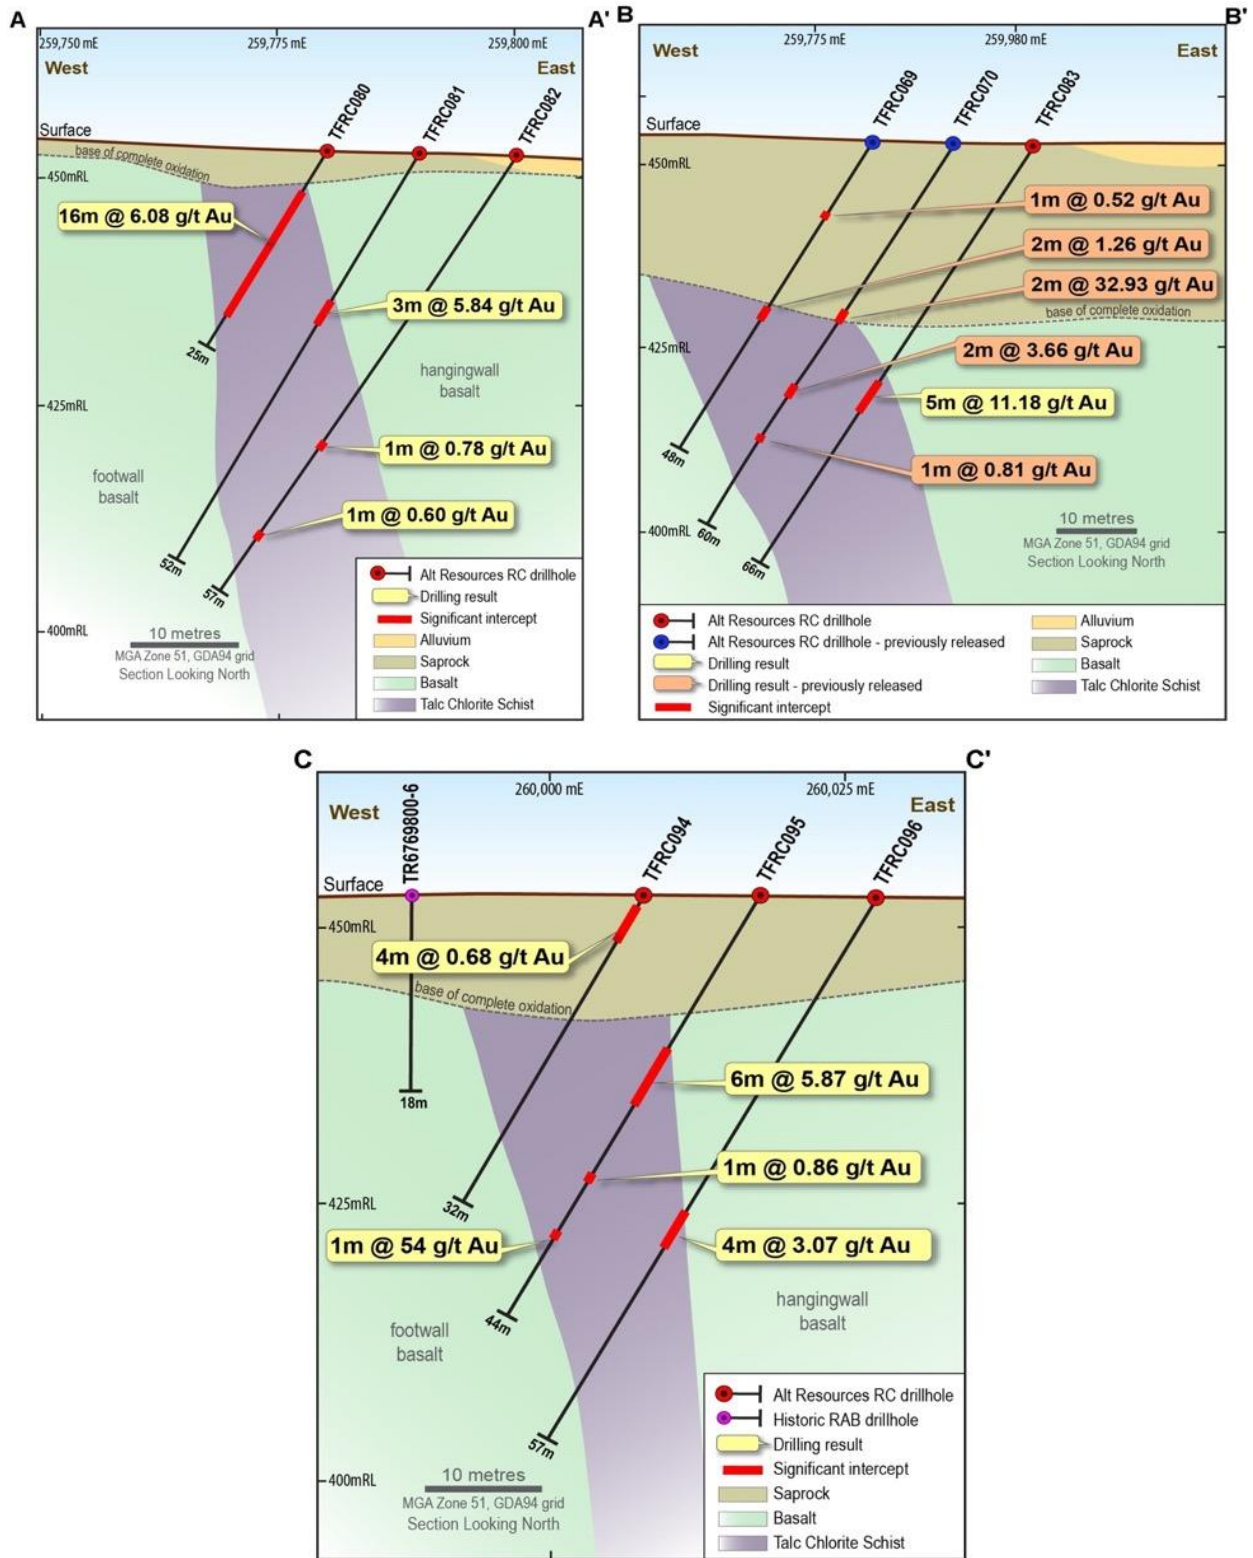 A
A'
259,750 mE
259,775 mE
259,800 mE
West
East
TFRC080
TFRC081
TFRC082
Surface
base of complete oxidation
450mRL
16m @ 6.08 g/t Au
3m @ 5.84 g/t Au
25m
hangingwall
basalt
425mRL
1m @ 0.78 g/t Au
footwall
basalt
1m @ 0.60 g/t Au
52m
57m
400mRL
10 metres
MGA Zone 51, GDA94 grid
Section Looking North
Alt Resources RC drillhole
Drilling result
Significant intercept
Alluvium
Saprock
Basalt
Talc Chlorite Schist
B
B'
259,775 mE
259,980 mE
West
East
TFRC069
TFRC070
TFRC083
Surface
450mRL
1m @ 0.52 g/t Au
2m @ 1.26 g/t Au
2m @ 32.93 g/t Au
base of complete oxidation
425mRL
2m @ 3.66 g/t Au
5m @ 11.18 g/t Au
48m
1m @ 0.81 g/t Au
60m
400mRL
66m
10 metres
MGA Zone 51, GDA94 grid
Section Looking North
Alt Resources RC drillhole
Alt Resources RC drillhole - previously released
Drilling result
Drilling result - previously released
Significant intercept
Alluvium
Saprock
Basalt
Talc Chlorite Schist
C
C'
260,000 mE
260,025 mE
West
East
TR6769800-6
TFRC094
TFRC095
TFRC096
Surface
450mRL
4m @ 0.68 g/t Au
base of complete oxidation
6m @ 5.87 g/t Au
18m
1m @ 0.86 g/t Au
425mRL
32m
1m @ 54 g/t Au
4m @ 3.07 g/t Au
hangingwall
basalt
44m
footwall
basalt
57m
400mRL
10 metres
MGA Zone 51, GDA94 grid
Section Looking North
Alt Resources RC drillhole
Historic RAB drillhole
Drilling result
Significant intercept
Saprock
Basalt
Talc Chlorite Schist